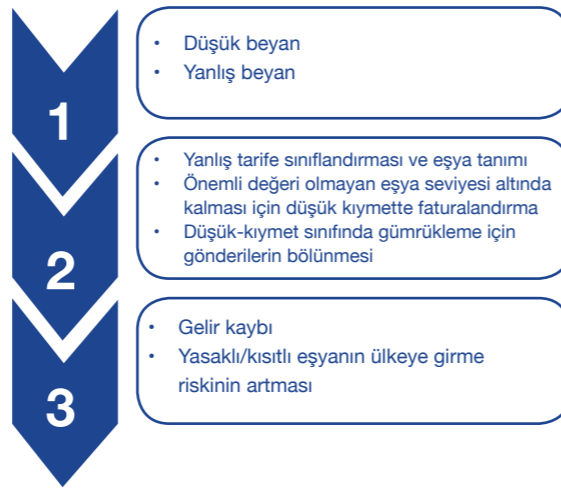 1
• Düşük beyan
• Yanlış beyan
2
• Yanlış tarife sınıflandırması ve eşya tanımı
• Önemli değeri olmayan eşya seviyesi altında
kalması için düşük kıymette faturalandırma
• Düşük-kıymet sınıfında gümrükleme için
gönderilerin bölünmesi
3
• Gelir kaybı
• Yasaklı/kısıtlı eşyanın ülkeye girme
riskinin artması